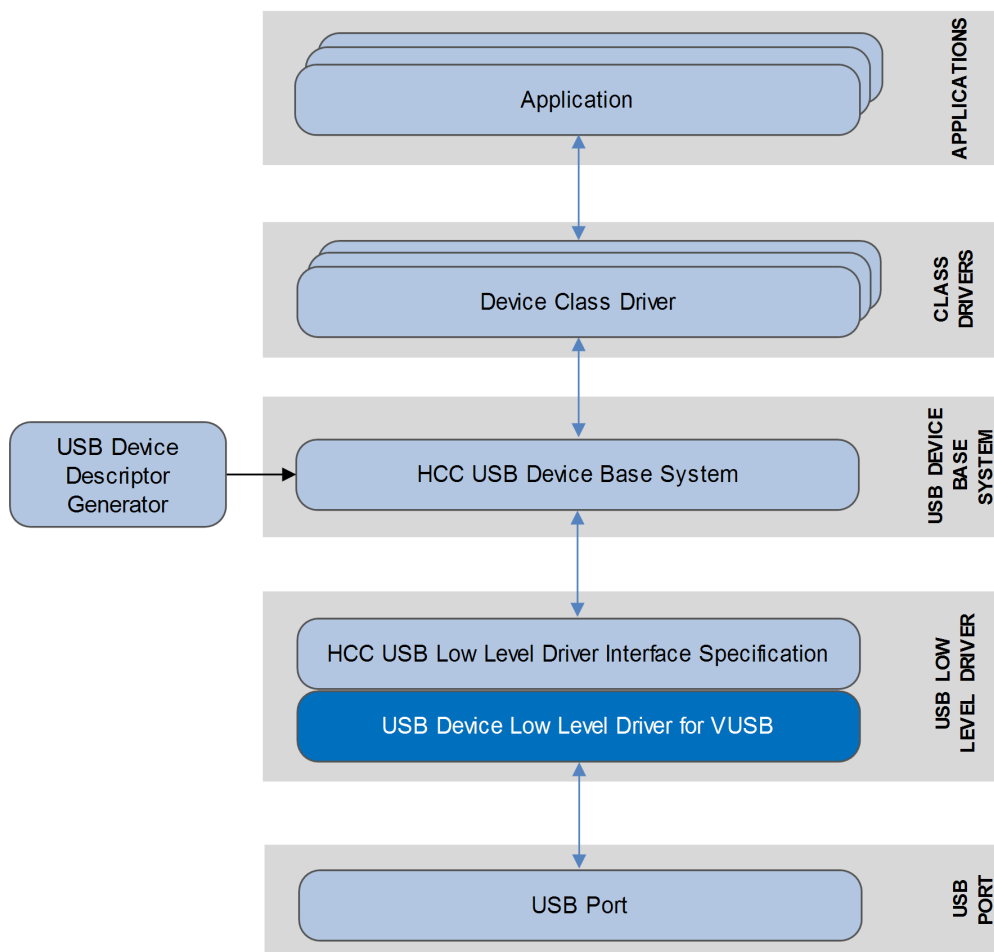 APPLICATIONS
Application
CLASS
DRIVERS
Device Class Driver
USB DEVICE
BASE
SYSTEM
USB Device
Descriptor
Generator
HCC USB Device Base System
USB LOW
LEVEL DRIVER
HCC USB Low Level Driver Interface Specification
USB Device Low Level Driver for VUSB
USB
PORT
USB Port